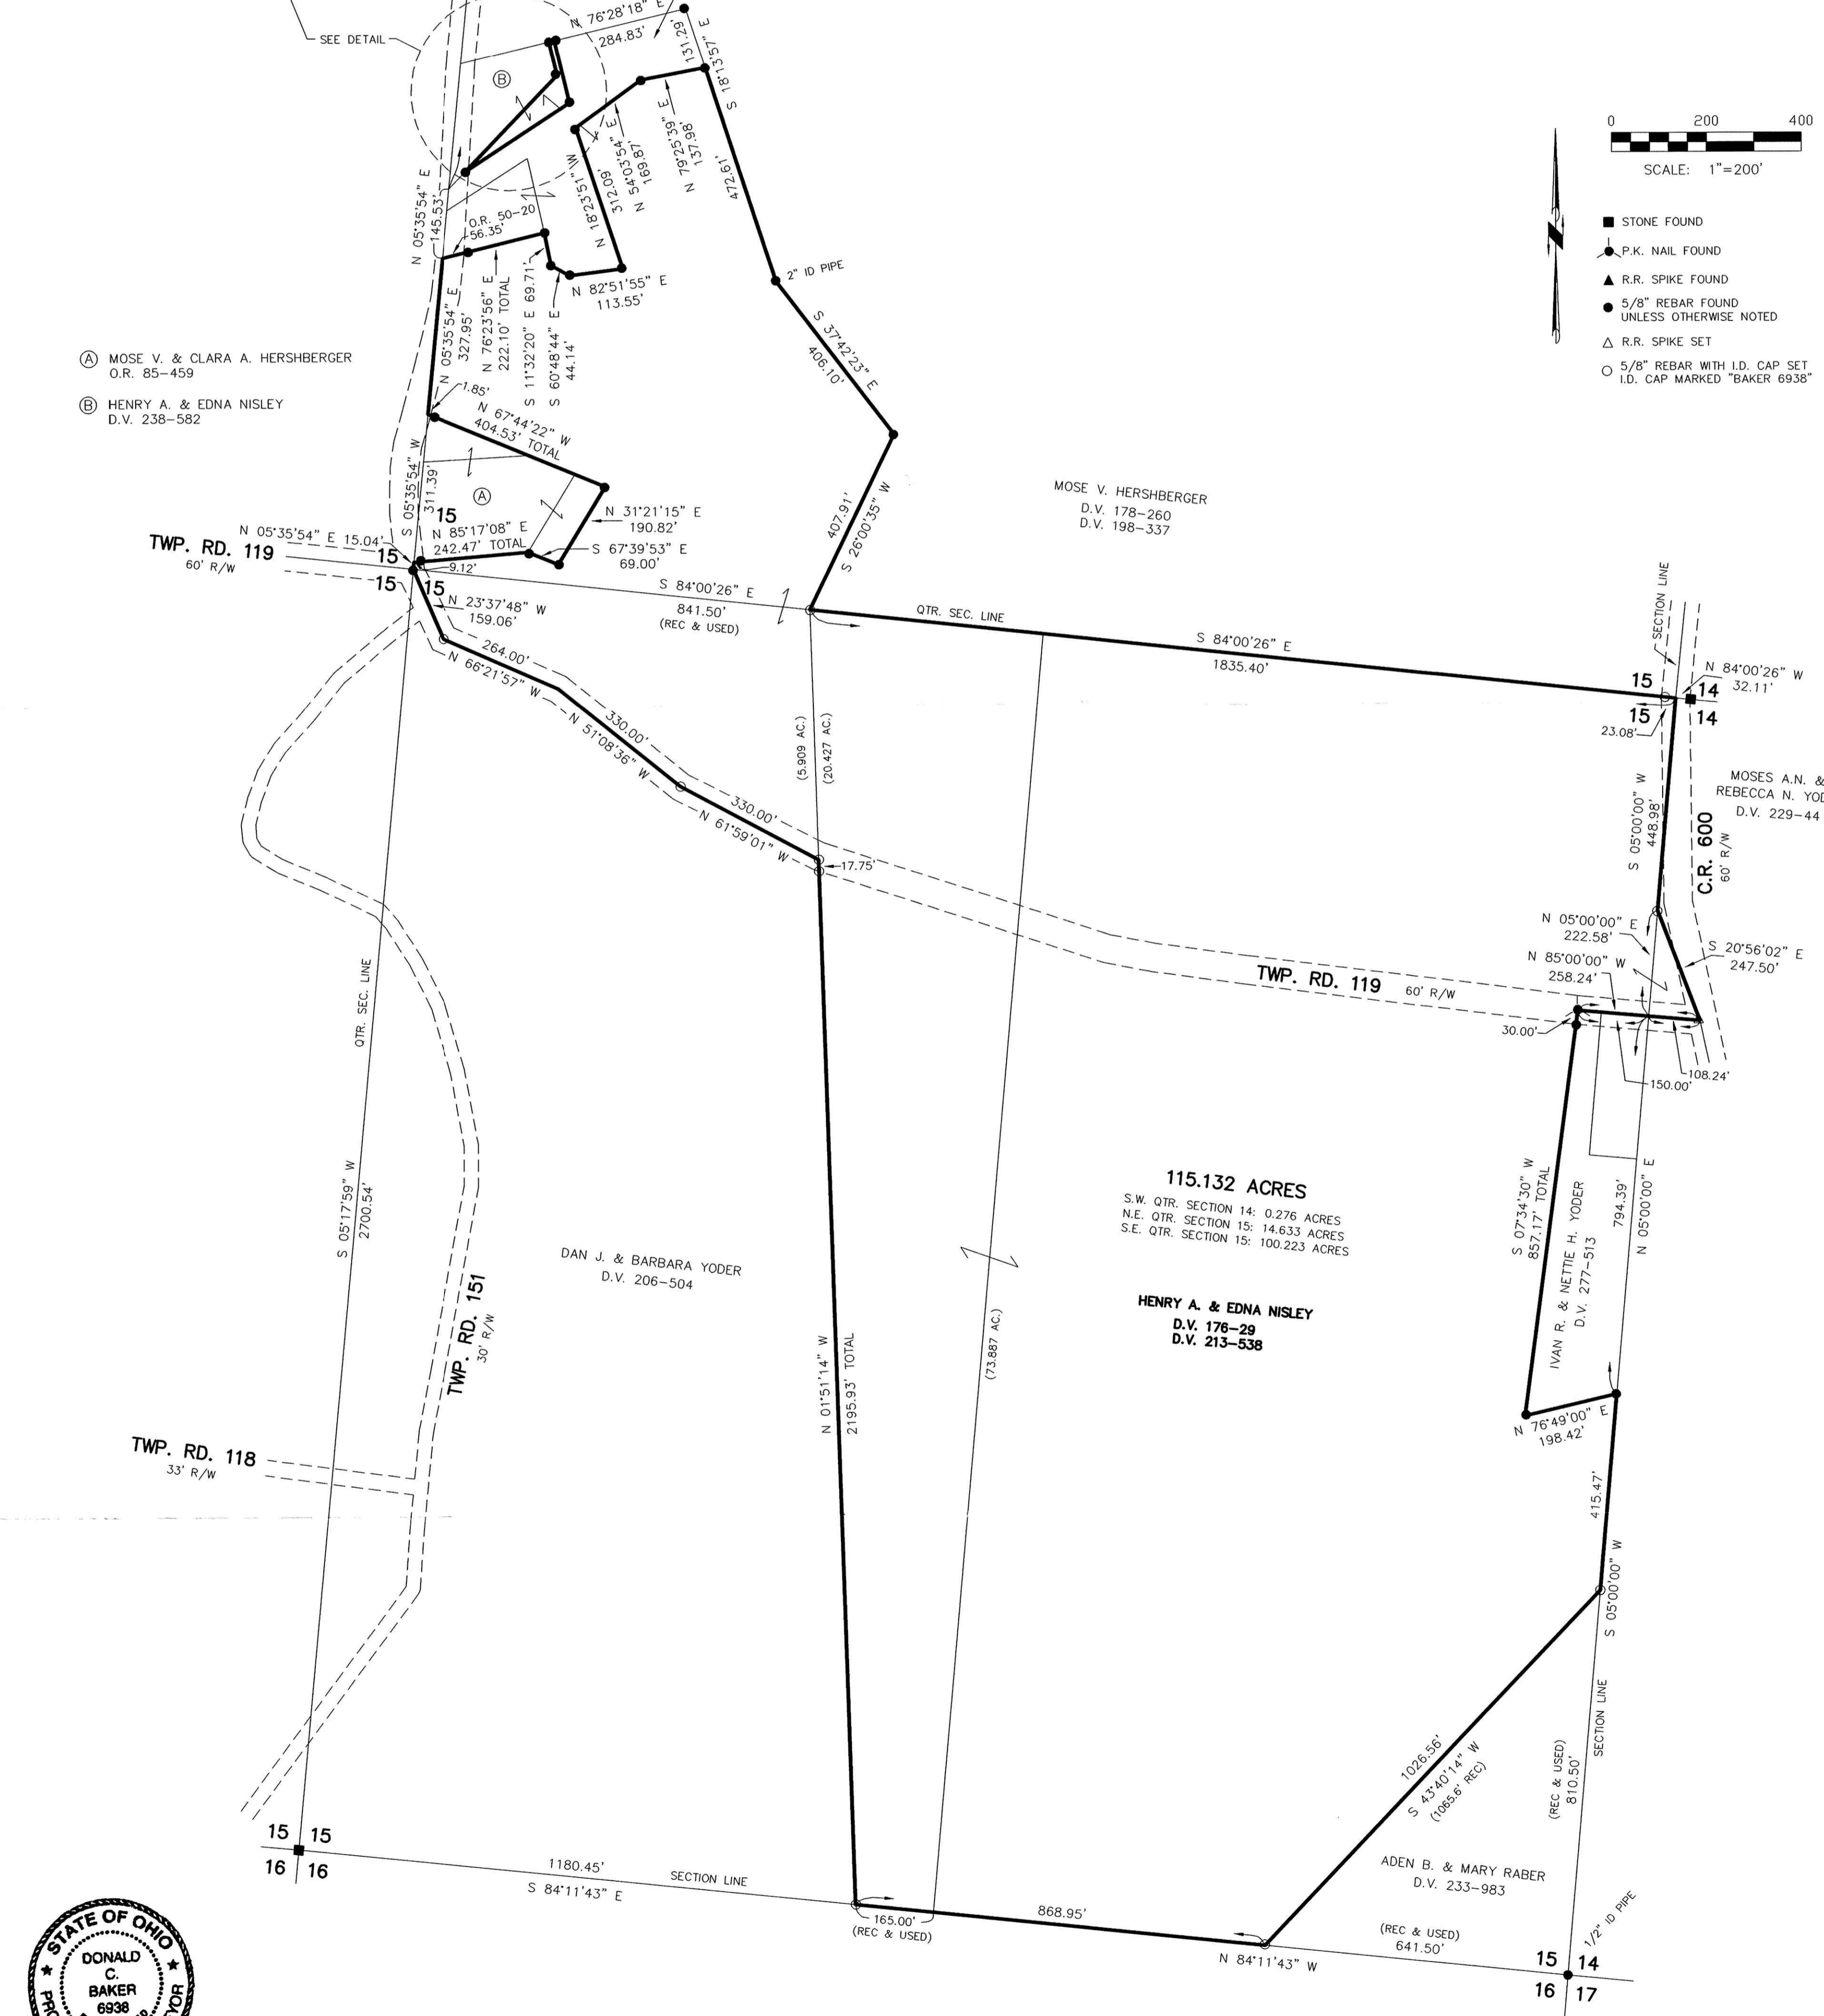 SEE DETAIL
N 76°28'18" E
284.83'
131.29'
S 18°13'57" E
472.61'
Ⓑ
N 79°25'39" E
137.98'
N 54°03'54" E
169.87'
N 18°23'51" W
312.09'
N 05°35'54" E
145.53'
O.R. 50-20
56.35'
N 82°51'55" E
113.55'
N 05°35'54" E
327.95'
N 76°23'56" E
222.10' TOTAL
S 11°32'20" E 69.71'
S 60°48'44" E
44.14'
2" ID PIPE
S 37°42'23" E
406.10'
0 200 400
SCALE: 1"=200'
STONE FOUND
P.K. NAIL FOUND
R.R. SPIKE FOUND
5/8" REBAR FOUND
UNLESS OTHERWISE NOTED
R.R. SPIKE SET
5/8" REBAR WITH I.D. CAP SET
I.D. CAP MARKED "BAKER 6938"
Ⓐ MOSE V. & CLARA A. HERSHBERGER
O.R. 85-459
Ⓑ HENRY A. & EDNA NISLEY
D.V. 238-582
1.85'
N 67°44'22" W
404.53' TOTAL
S 05°35'54" W
311.39'
Ⓐ
15
N 31°21'15" E
190.82'
N 85°17'08" E
242.47' TOTAL
S 67°39'53" E
69.00'
N 05°35'54" E 15.04'
9.12'
TWP. RD. 119
60' R/W
15
15
15
407.91'
S 26°00'35" W
MOSE V. HERSHBERGER
D.V. 178-260
D.V. 198-337
S 84°00'26" E
841.50'
(REC & USED)
N 23°37'48" W
159.06'
QTR. SEC. LINE
S 84°00'26" E
1835.40'
SECTION LINE
N 84°00'26" W
32.11'
15
14
15
14
23.08'
264.00'
N 66°21'57" W
330.00'
N 51°08'36" W
330.00'
N 61°59'01" W
17.75'
(5.909 AC.)
(20.427 AC.)
S 05°00'00" W
448.98'
C.R. 600
60' R/W
MOSES A.N. &
REBECCA N. YOD
D.V. 229-44
N 05°00'00" E
222.58'
S 20°56'02" E
247.50'
N 85°00'00" W
258.24'
TWP. RD. 119
60' R/W
30.00'
108.24'
150.00'
QTR. SEC. LINE
S 05°17'59" W
2700.54'
115.132 ACRES
S.W. QTR. SECTION 14: 0.276 ACRES
N.E. QTR. SECTION 15: 14.633 ACRES
S.E. QTR. SECTION 15: 100.223 ACRES
HENRY A. & EDNA NISLEY
D.V. 176-29
D.V. 213-538
S 07°34'30" W
857.17' TOTAL
IVAN R. & NETTIE H. YODER
D.V. 277-513
794.39'
N 05°00'00" E
DAN J. & BARBARA YODER
D.V. 206-504
TWP. RD. 151
30' R/W
N 01°51'14" W
2195.93' TOTAL
(73.887 AC.)
N 76°49'00" E
198.42'
TWP. RD. 118
33' R/W
415.47'
S 05°00'00" W
SECTION LINE
(REC & USED)
810.50'
1026.56'
S 43°40'14" W
(1065.6' REC)
15
15
16
16
1180.45'
SECTION LINE
S 84°11'43" E
165.00'
(REC & USED)
868.95'
N 84°11'43" W
ADEN B. & MARY RABER
D.V. 233-983
(REC & USED)
641.50'
1/2" ID PIPE
15
14
16
17
STATE OF OHIO
DONALD
C.
BAKER
6938